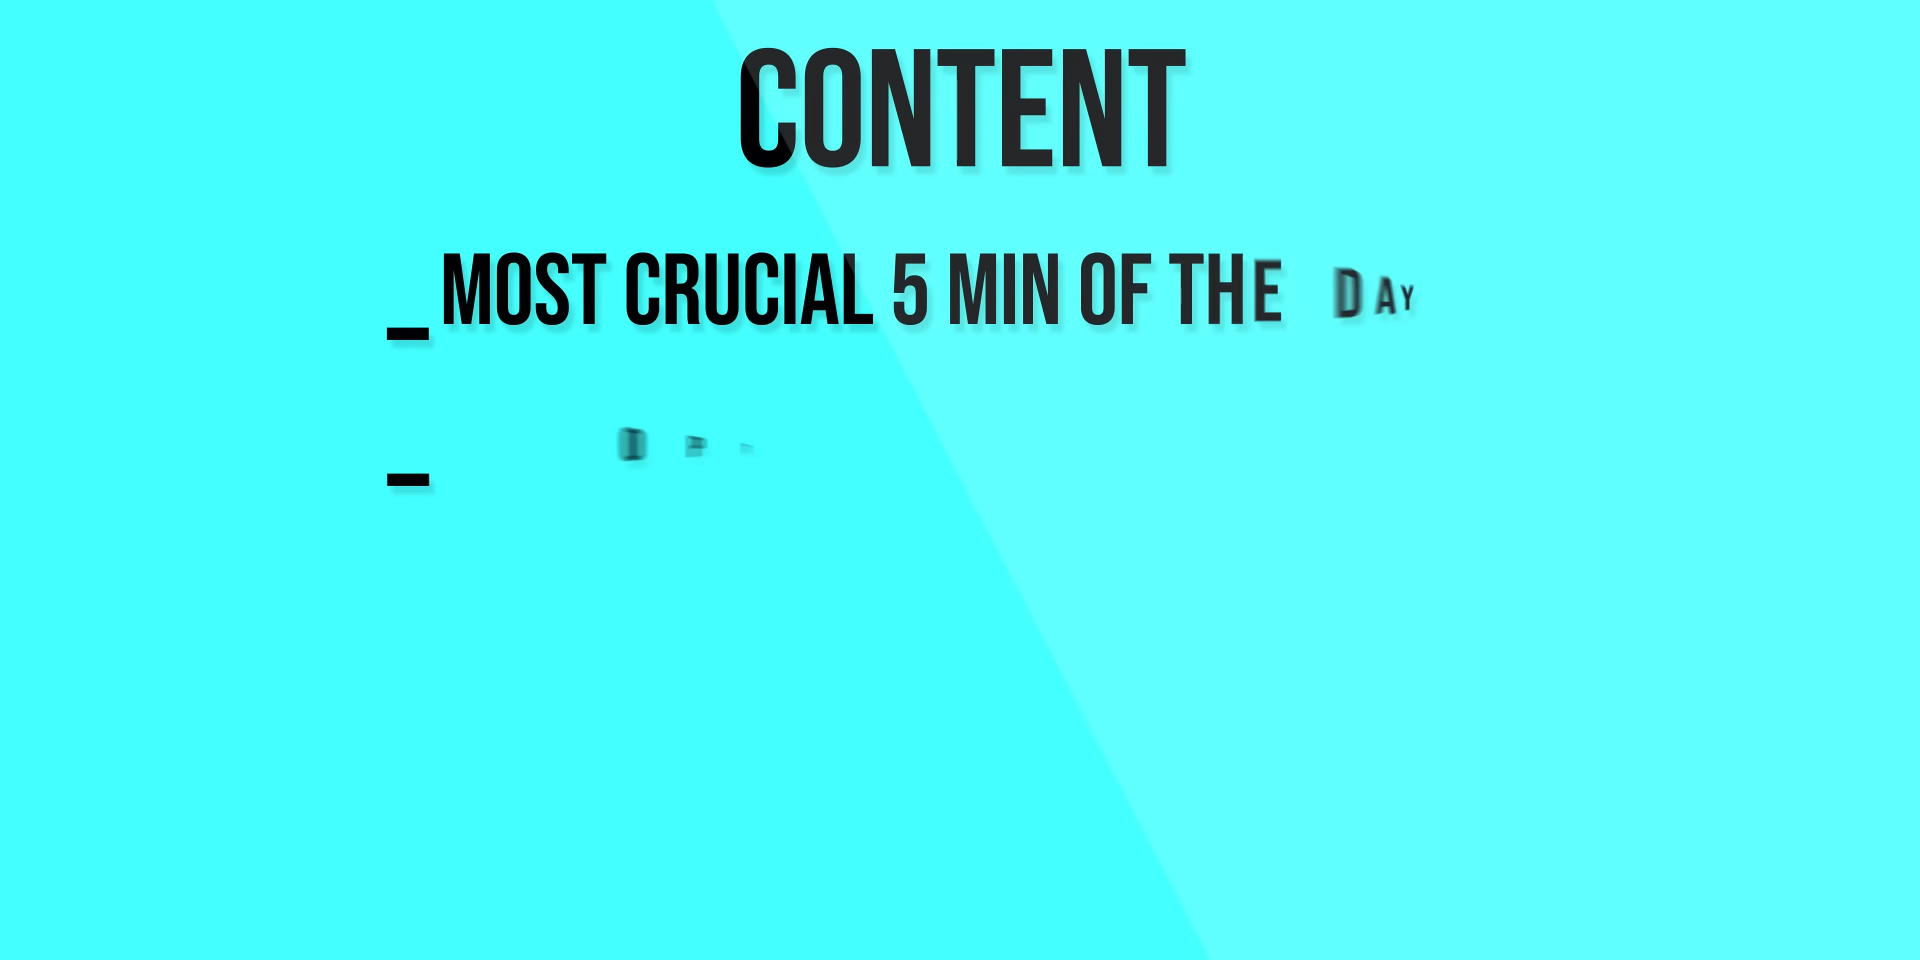 CONTENT
_ MOST CRUCIAL 5 MIN OF THE DAY
_